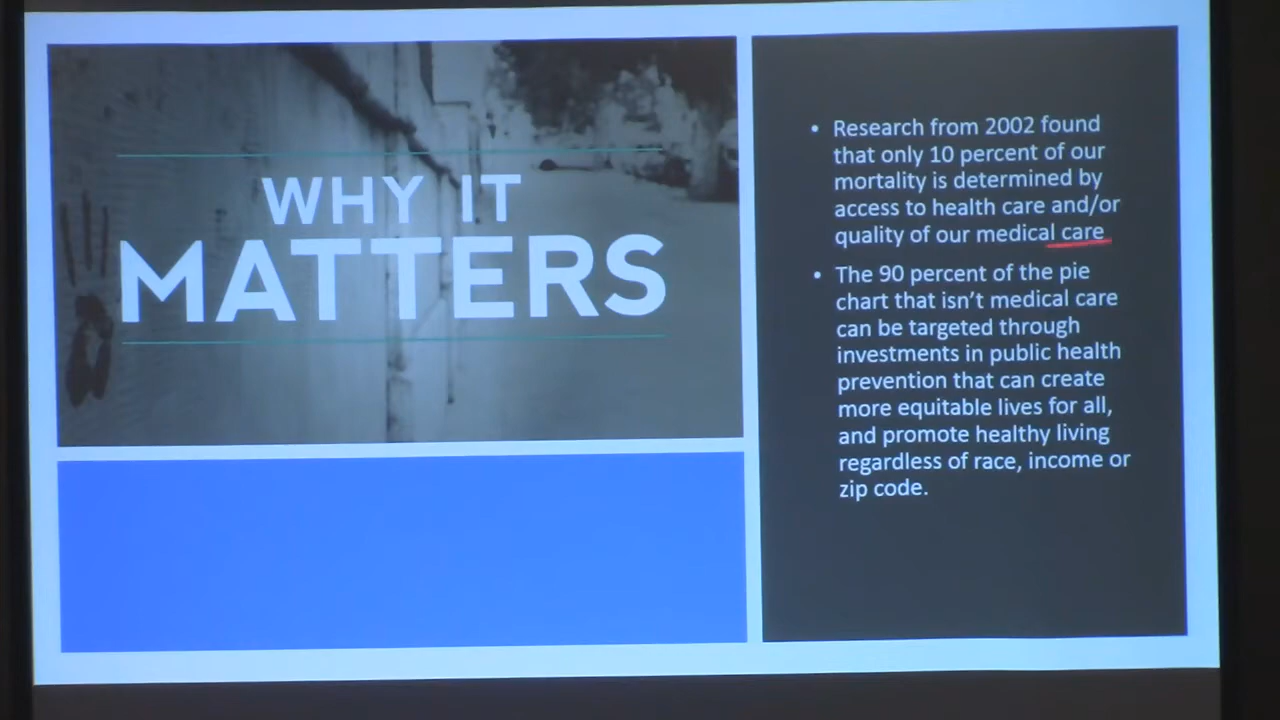 WHY IT
MATTERS
• Research from 2002 found
that only 10 percent of our
mortality is determined by
access to health care and/or
quality of our medical care
• The 90 percent of the pie
chart that isn't medical care
can be targeted through
investments in public health
prevention that can create
more equitable lives for all,
and promote healthy living
regardless of race, income or
zip code.